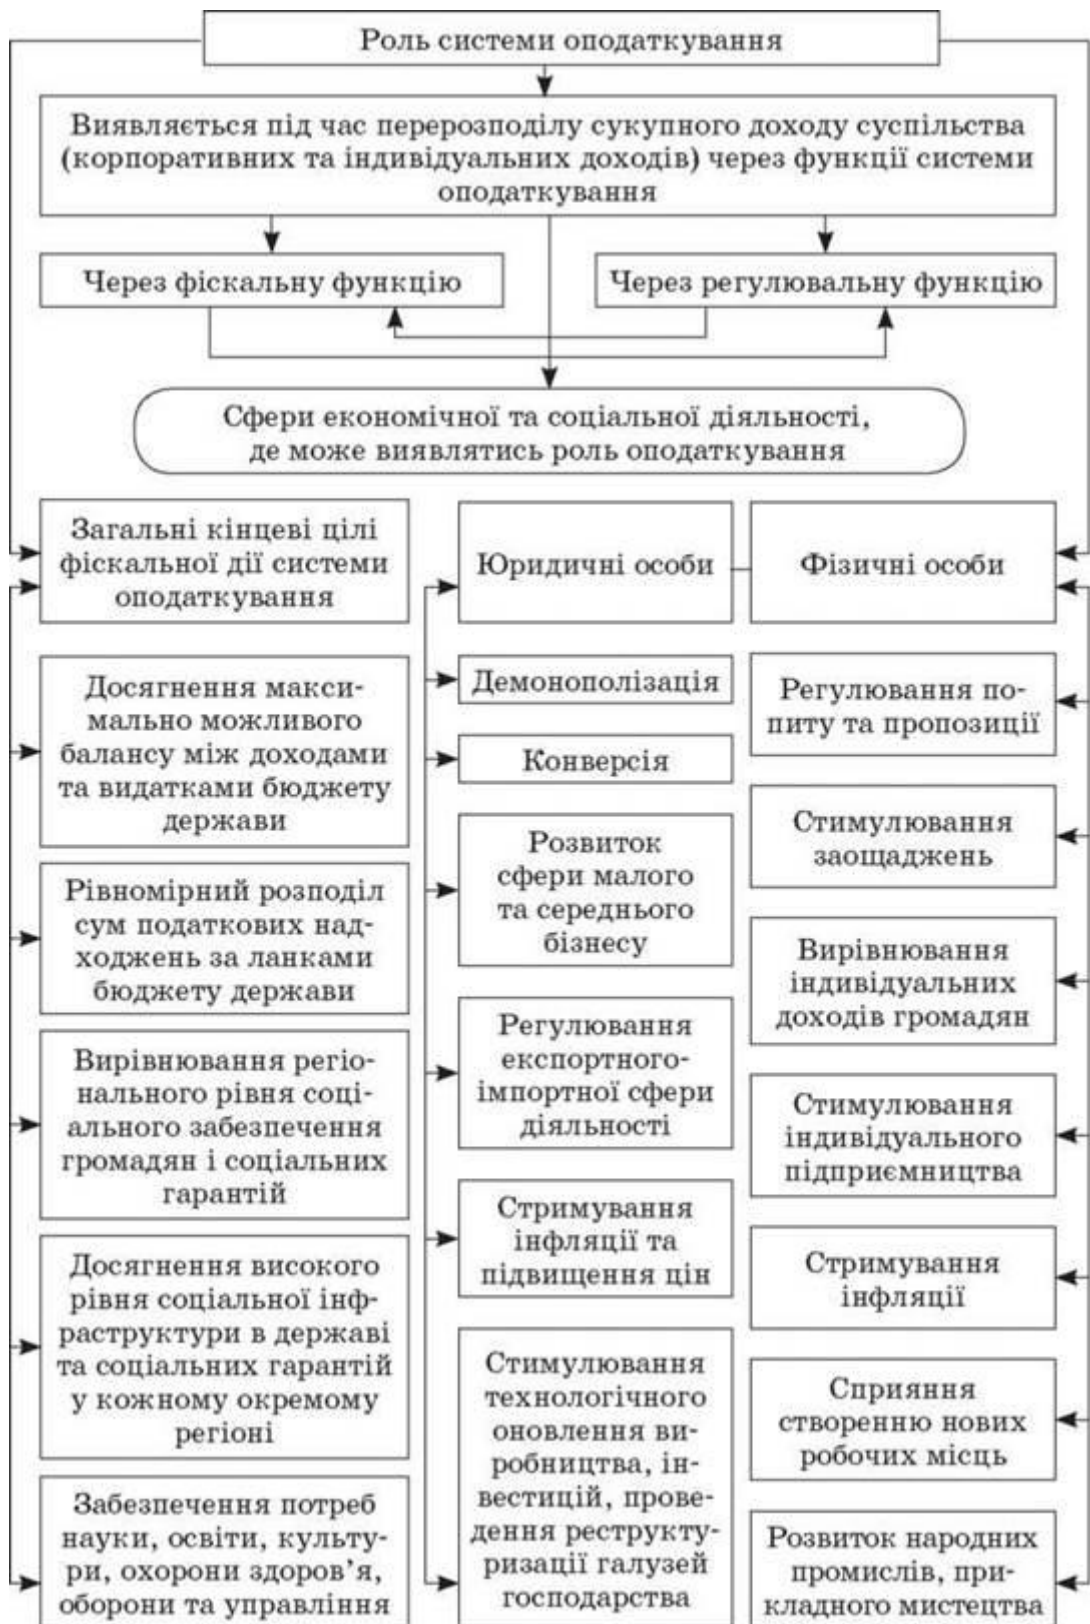 Роль системи оподаткування
Виявляється під час перерозподілу сукупного доходу суспільства
(корпоративних та індивідуальних доходів) через функції системи
оподаткування
Через фіскальну функцію
Через регулювальну функцію
Сфери економічної та соціальної діяльності,
де може виявлятись роль оподаткування
Загальні кінцеві цілі
фіскальної дії системи
оподаткування
Досягнення макси-
мально можливого
балансу між доходами
та видатками бюджету
держави
Рівномірний розподіл
сум податкових над-
ходжень за ланками
бюджету держави
Вирівнювання регіо-
нального рівня соці-
ального забезпечення
громадян і соціальних
гарантій
Досягнення високого
рівня соціальної інф-
раструктури в державі
та соціальних гарантій
у кожному окремому
регіоні
Забезпечення потреб
науки, освіти, культу-
ри, охорони здоров’я,
оборони та управління
Юридичні особи
Демонополізація
Конверсія
Розвиток
сфери малого
та середнього
бізнесу
Регулювання
експортного-
імпортної сфери
діяльності
Стримування
інфляції та
підвищення цін
Стимулювання
технологічного
оновлення ви-
робництва, ін-
вестицій, прове-
дення реструкту-
ризації галузей
господарства
Фізичні особи
Регулювання по-
питу та пропозиції
Стимулювання
заощаджень
Вирівнювання
індивідуальних
доходів громадян
Стимулювання
індивідуального
підприємництва
Стримування
інфляції
Сприяння
створенню нових
робочих місць
Розвиток народних
промислів, при-
кладного мистецтва